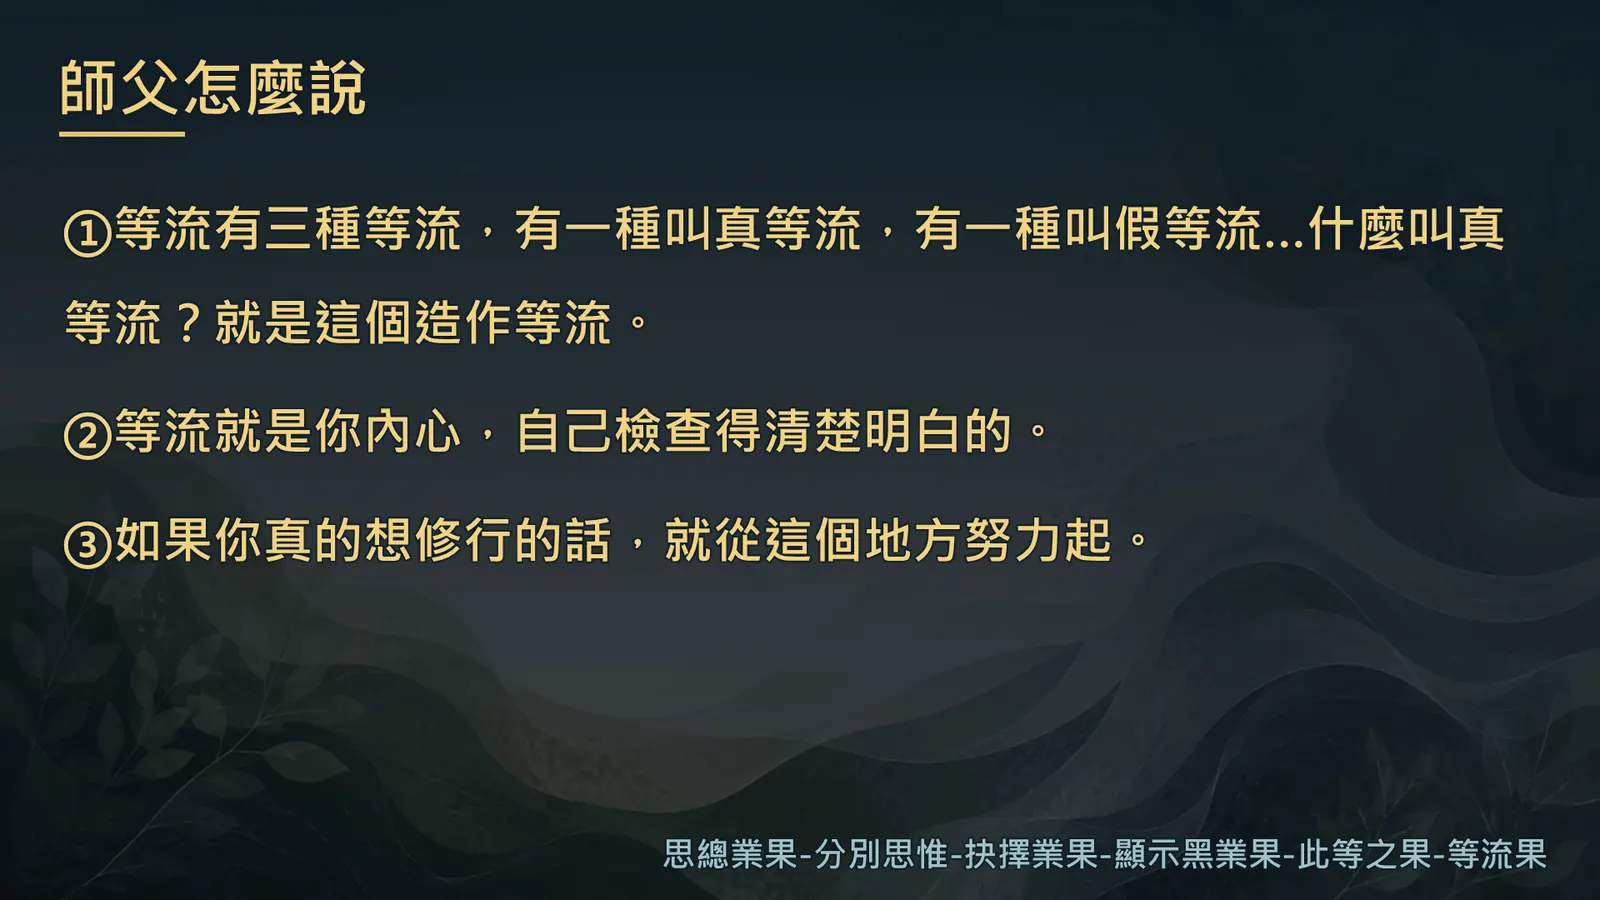 師父怎麼說
①等流有三種等流，有一種叫真等流，有一種叫假等流…什麼叫真
等流？就是這個造作等流。
②等流就是你內心，自己檢查得清楚明白的。
③如果你真的想修行的話，就從這個地方努力起。
思總業果-分別思惟-抉擇業果-顯示黑業果-此等之果-等流果